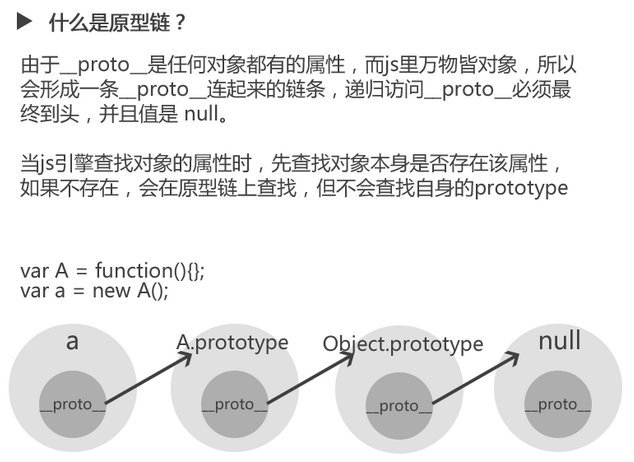 ▶ 什么是原型链？
由于__proto__是任何对象都有的属性，而js里万物皆对象，所以
会形成一条__proto__连起来的链条，递归访问__proto__必须最
终到头，并且值是 null。
当js引擎查找对象的属性时，先查找对象本身是否存在该属性，
如果不存在，会在原型链上查找，但不会查找自身的prototype
var A = function(){};
var a = new A();
a
A.prototype
Object.prototype
null
__proto__
__proto__
__proto__
__proto__